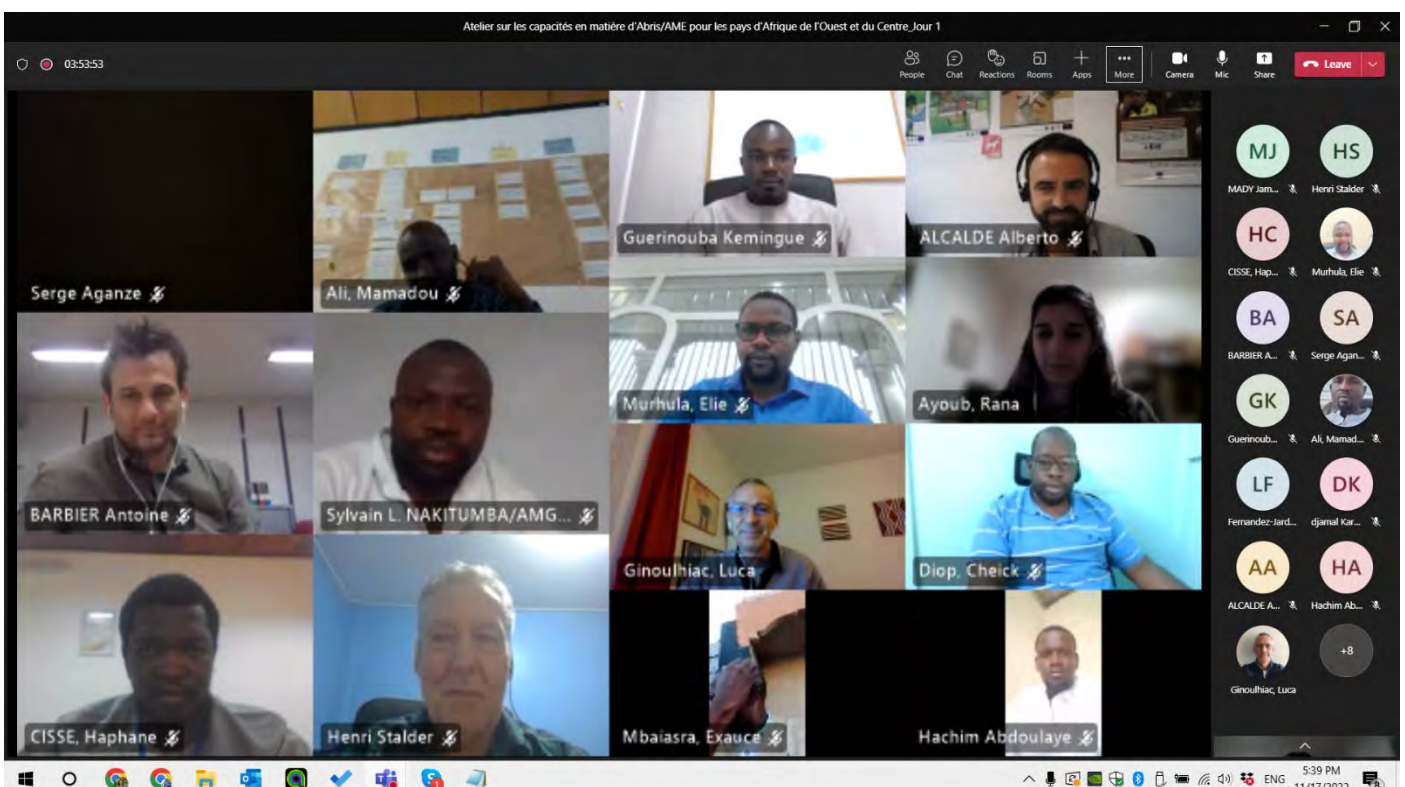 Atelier sur les capacités en matière d'Abris/AME pour les pays d'Afrique de l'Ouest et du Centre_Jour 1
03:53:53
People Chat Reactions Rooms Apps More Camera Mic Share Leave
Serge Aganze
Ali, Mamadou
Guerinouba Kemingue
ALCALDE Alberto
BARBIER Antoine
Sylvain L. NAKITUMBA/AMG...
Murhula, Elie
Ayoub, Rana
Ginoulhiac, Luca
Diop, Cheick
CISSE, Haphane
Henri Stalder
Mbaiasra, Exauce
Hachim Abdoulaye
MJ HS
MADY Jam... Henri Stalder
HC
CISSE, Hap... Murhula, Elie
BA SA
BARBIER A... Serge Agan...
GK
Guerinoub... Ali, Mamad...
LF DK
Fernandez-Jard... djamal Kar...
AA HA
ALCALDE A... Hachim Ab...
+8
Ginoulhiac, Luca
ENG 5:39 PM